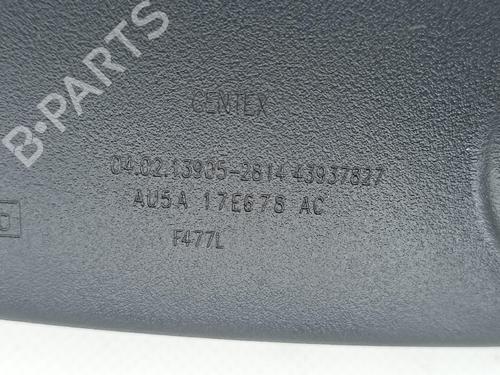 B-PARTS
GENTEX
04.02.13905-2814 43937827
AU5A 17E678 AC
F477L